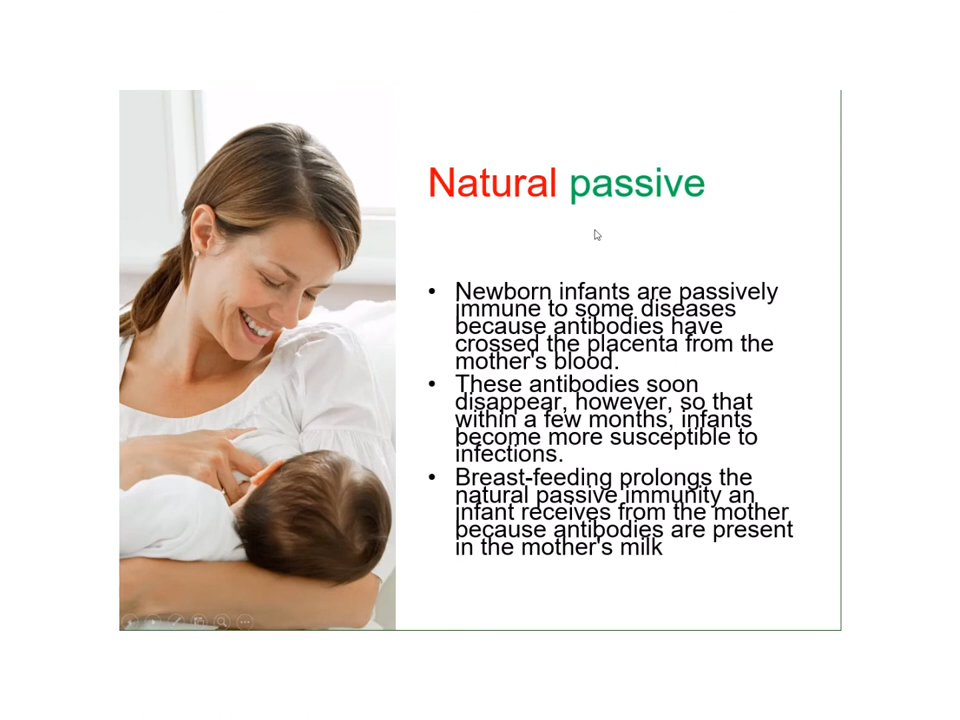 Natural passive
• Newborn infants are passively
immune to some diseases
because antibodies have
crossed the placenta from the
mother's blood.
• These antibodies soon
disappear, however, so that
within a few months, infants
become more susceptible to
infections.
• Breast-feeding prolongs the
natural passive immunity an
infant receives from the mother
because antibodies are present
in the mother's milk